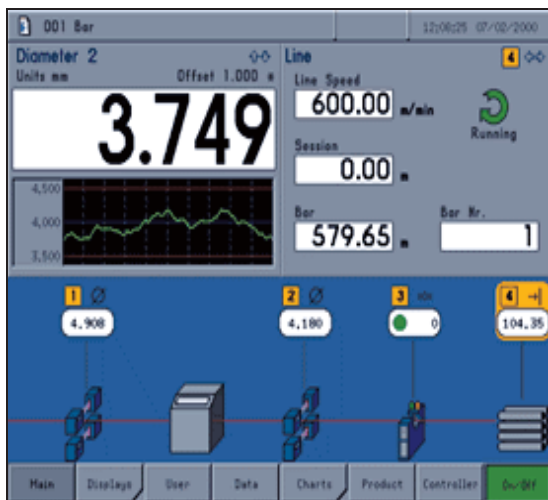 001 Bar
12:08:25 07/02/2000
Diameter 2
Units mm
Offset 1.000
3.749
4,500
4,000
3,500
Line
4
Line Speed
600.00 m/min
Running
Session
0.00 m
Bar
579.65 m
Bar Nr.
1
1 Ø
4.908
2 Ø
4.180
3
0
4
104.35
Main
Displays
User
Data
Charts
Product
Controller
On/Off